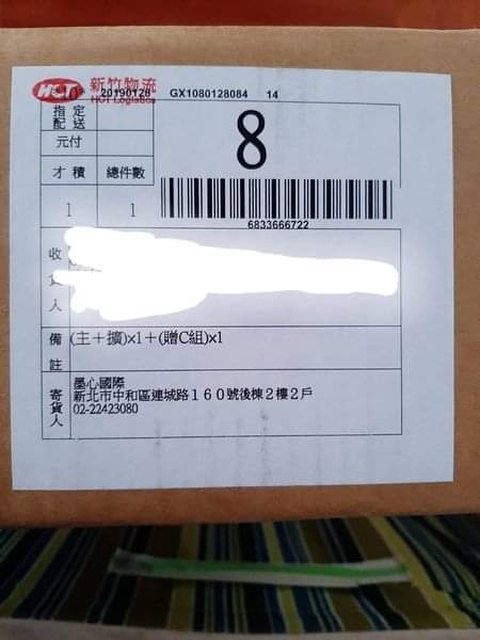 HCT 新竹物流
HCT Logistics
20190128 GX1080128084 14
指定
配送
元付
8
才積 總件數
1 1
6833666722
收
貨
人
備註 (主＋擴)×1＋(贈C組)×1
寄貨人 墨心國際
新北市中和區連城路１６０號後棟２樓２戶
02-22423080